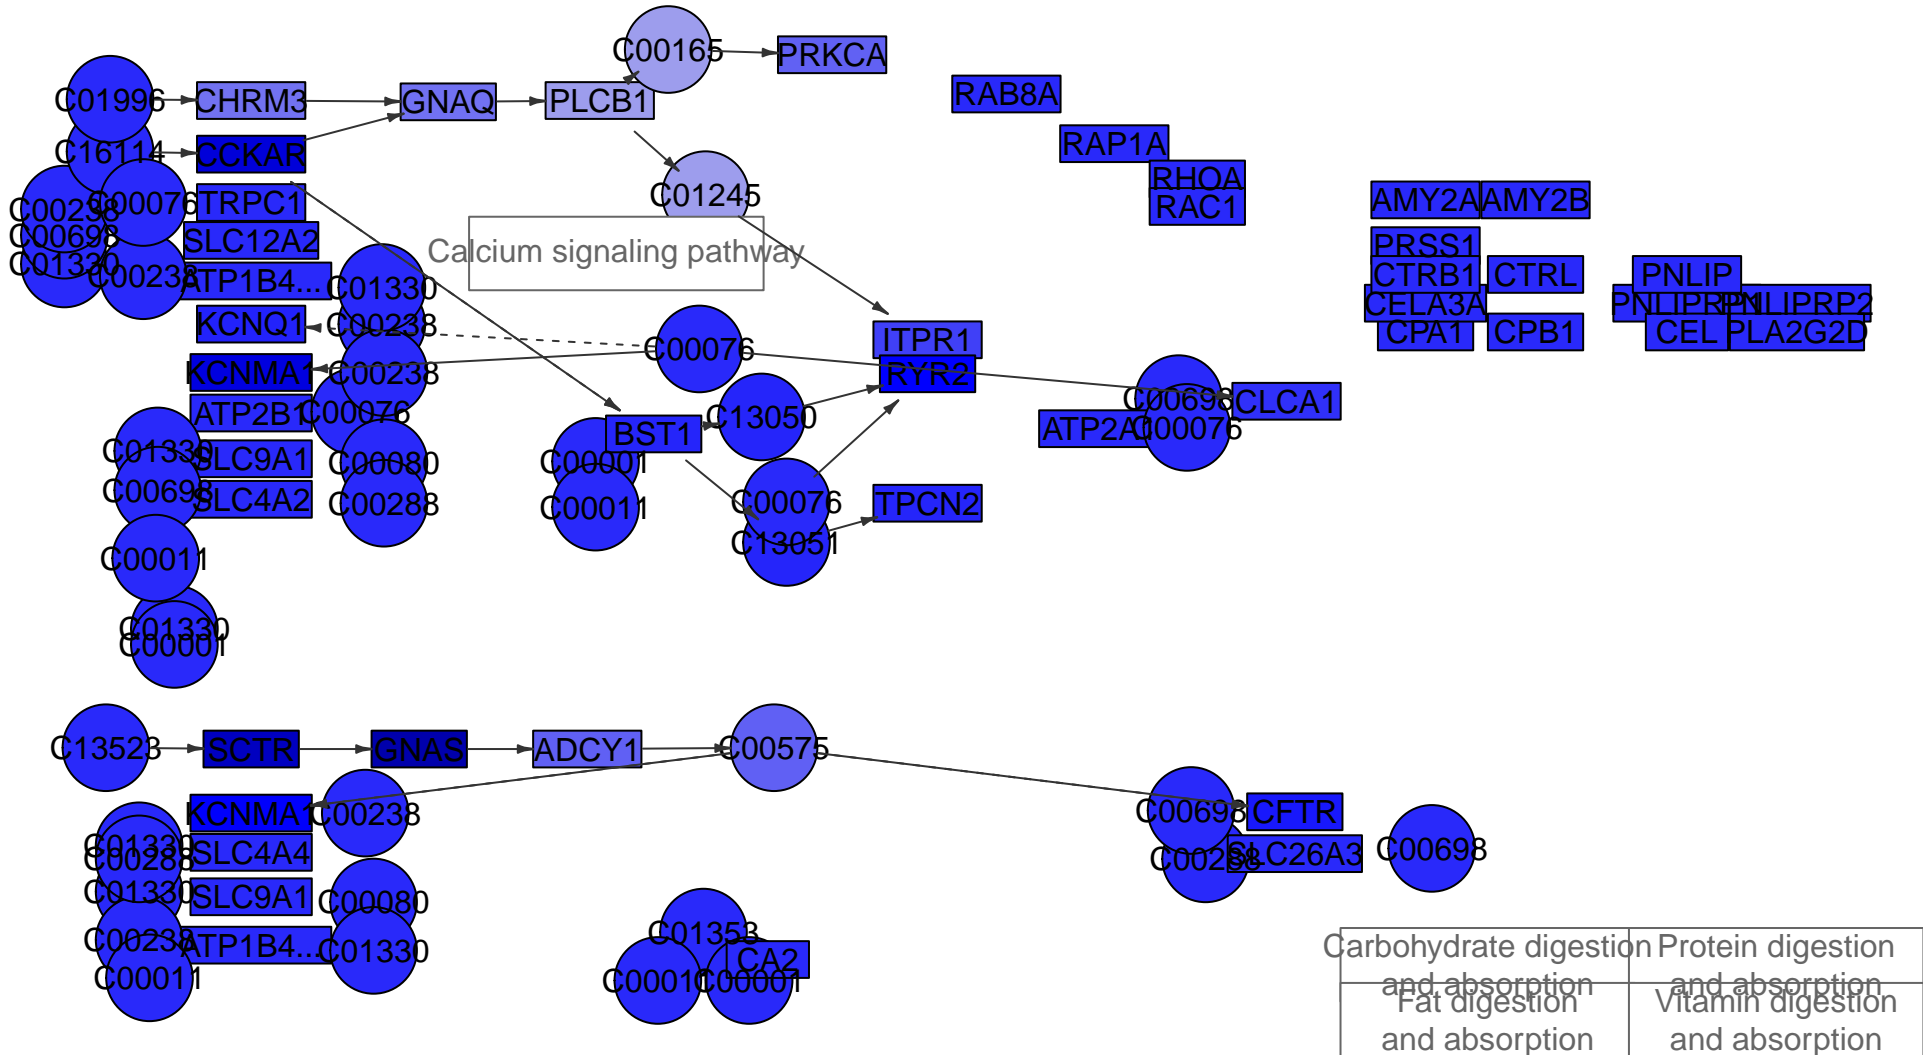 C00165
PRKCA
C01996
CHRM3
GNAQ
PLCB1
RAB8A
C16114
CCKAR
RAP1A
C00238
C00076
TRPC1
C01245
RHOA
RAC1
AMY2A
AMY2B
C00698
SLC12A2
Calcium signaling pathway
PRSS1
C01330
C00238
ATP1B4...
C01330
CTRB1
CTRL
PNLIP
CELA3A
PNLIPRP1
PNLIPRP2
KCNQ1
C00238
CPA1
CPB1
CEL
PLA2G2D
C00076
ITPR1
KCNMA1
C00238
RYR2
C00698
CLCA1
ATP2B1
C00076
C13050
ATP2A
C00076
BST1
C01330
SLC9A1
C00080
C00001
C00698
SLC4A2
C00288
C00011
C00076
TPCN2
C13051
C00011
C01330
C00001
C13523
SCTR
GNAS
ADCY1
C00575
KCNMA1
C00238
C00698
CFTR
C01330
C00288
SLC4A4
C00288
SLC26A3
C00698
C01330
SLC9A1
C00080
C00238
ATP1B4...
C01330
C01353
CA2
C00011
C00011
C00001
Carbohydrate digestion
and absorption
Protein digestion
and absorption
Fat digestion
and absorption
Vitamin digestion
and absorption